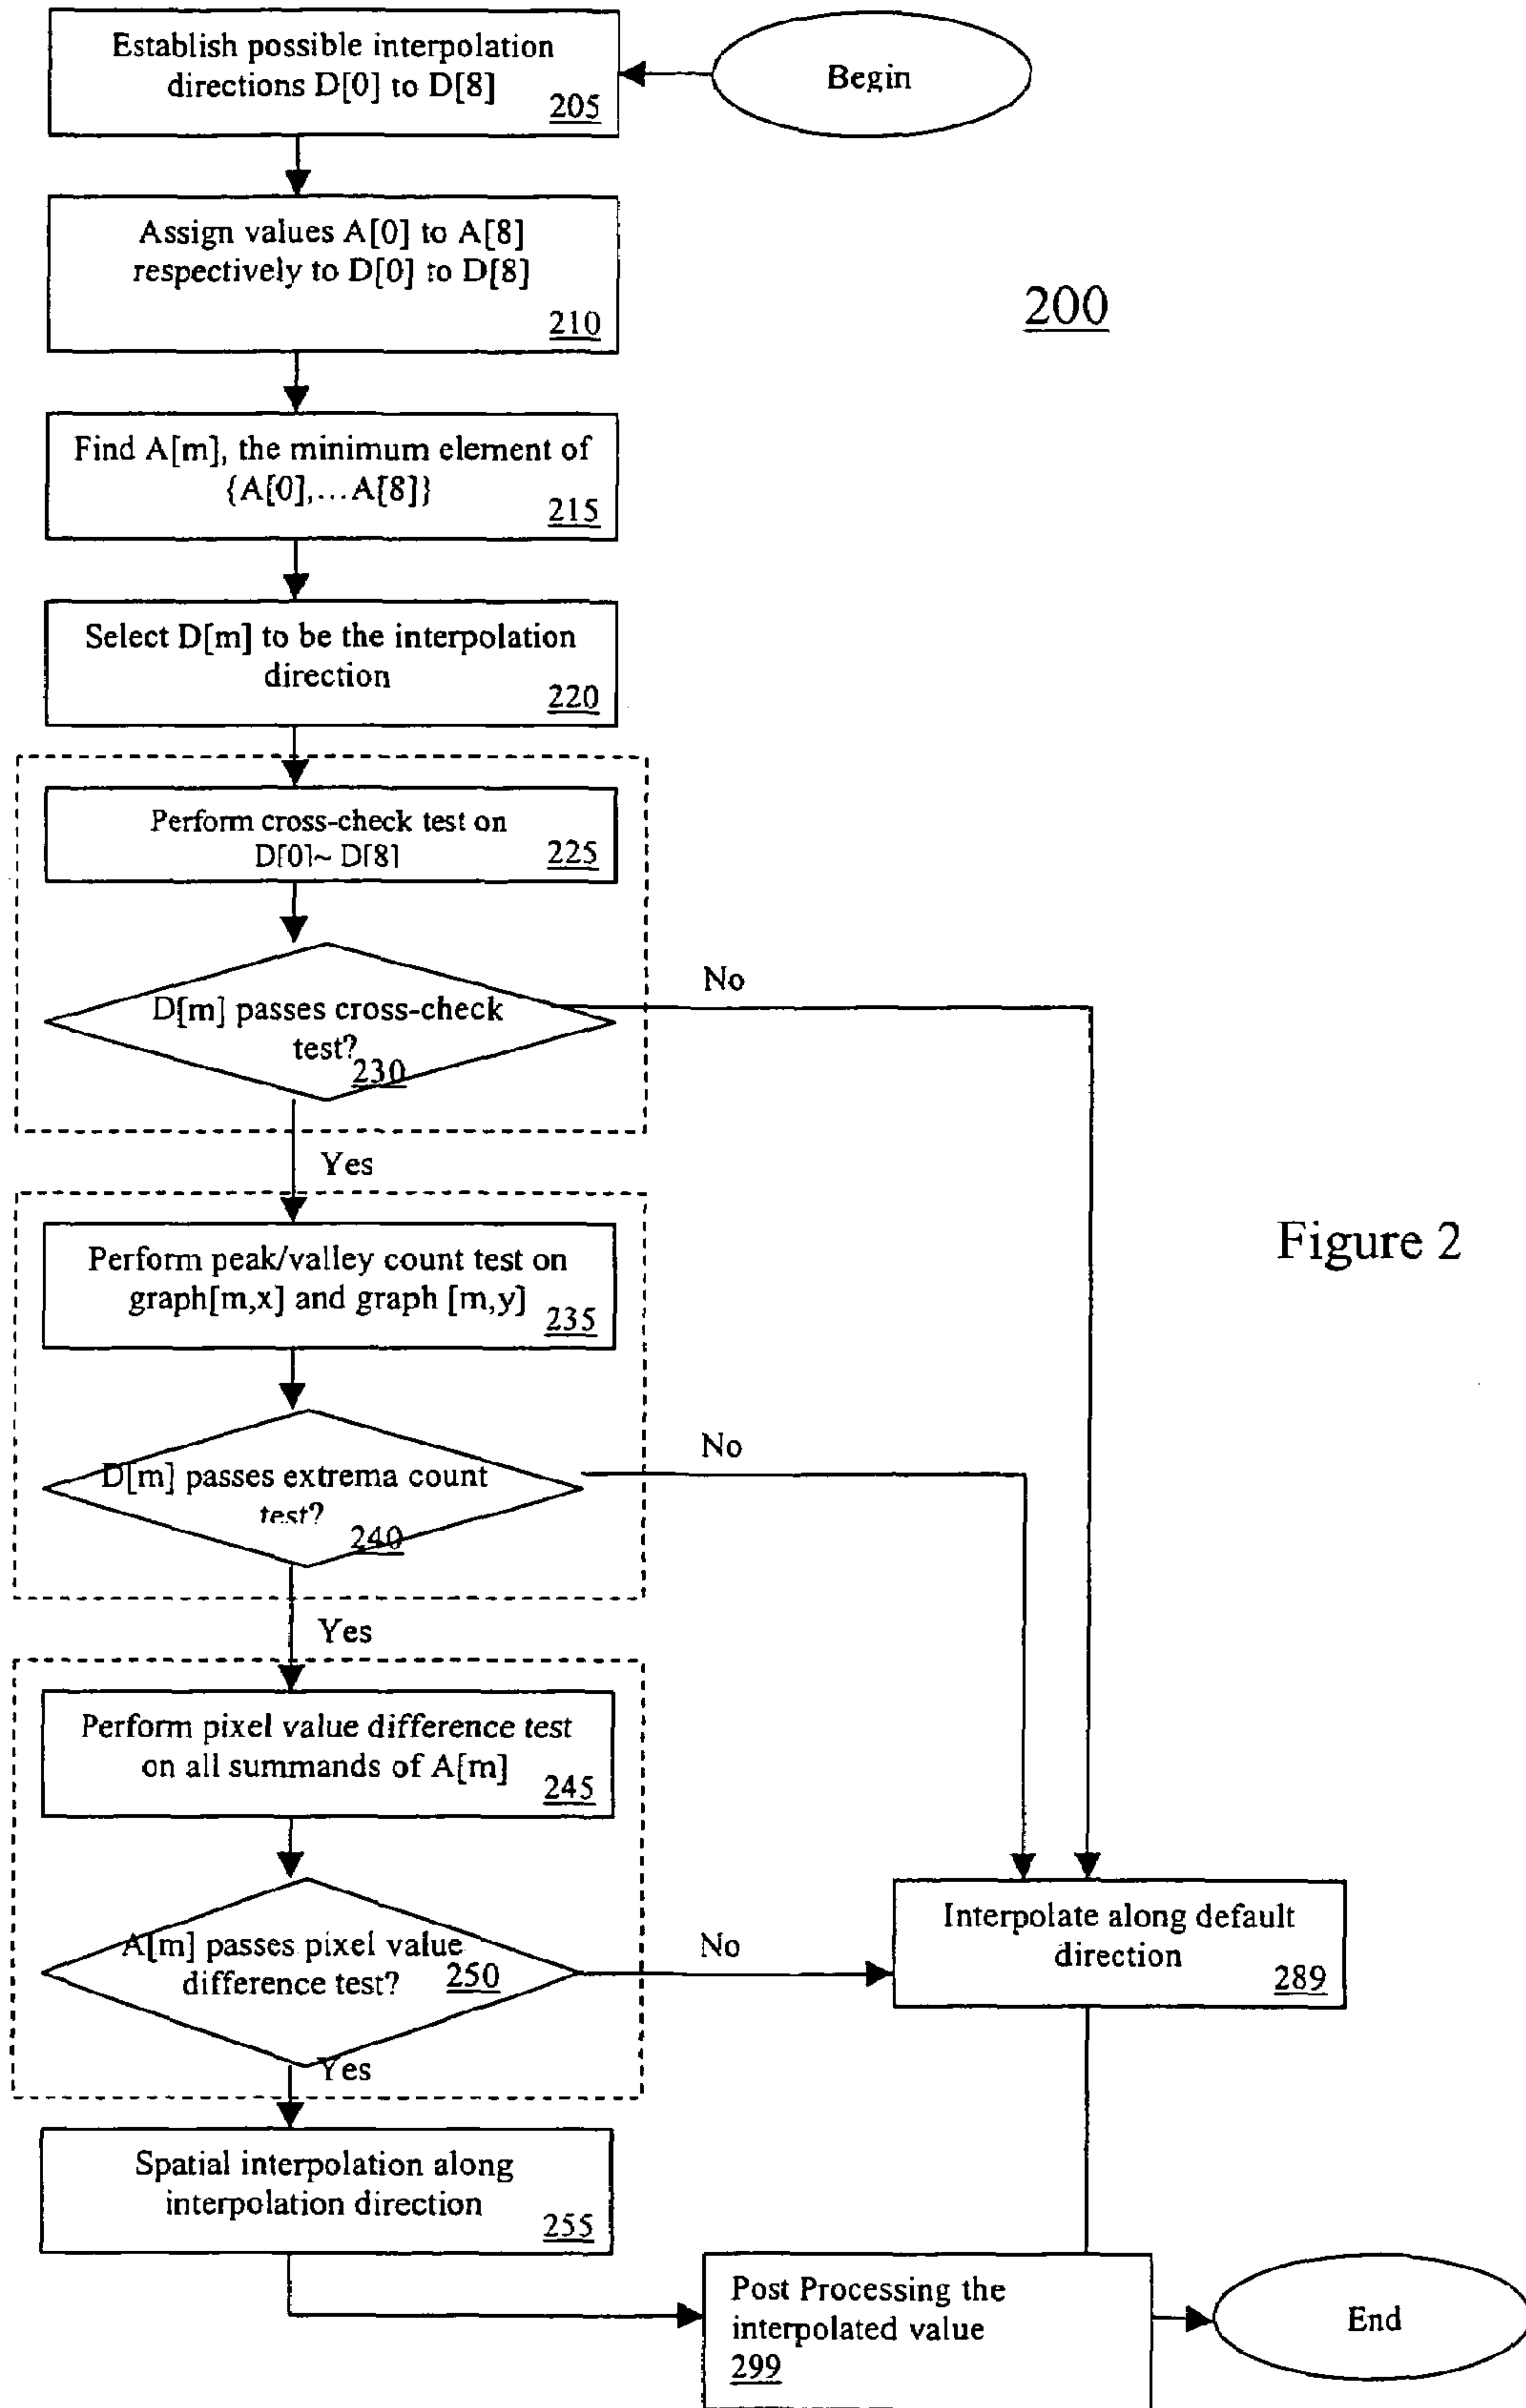 Establish possible interpolation
directions D[0] to D[8]
205
Begin
Assign values A[0] to A[8]
respectively to D[0] to D[8]
210
200
Find A[m], the minimum element of
{A[0],...A[8]}
215
Select D[m] to be the interpolation
direction
220
Perform cross-check test on
D[0]~ D[8]
225
D[m] passes cross-check
test?
230
No
Yes
Perform peak/valley count test on
graph[m,x] and graph [m,y]
235
Figure 2
D[m] passes extrema count
test?
240
No
Yes
Perform pixel value difference test
on all summands of A[m]
245
A[m] passes pixel value
difference test?
250
No
Yes
Interpolate along default
direction
289
Spatial interpolation along
interpolation direction
255
Post Processing the
interpolated value
299
End